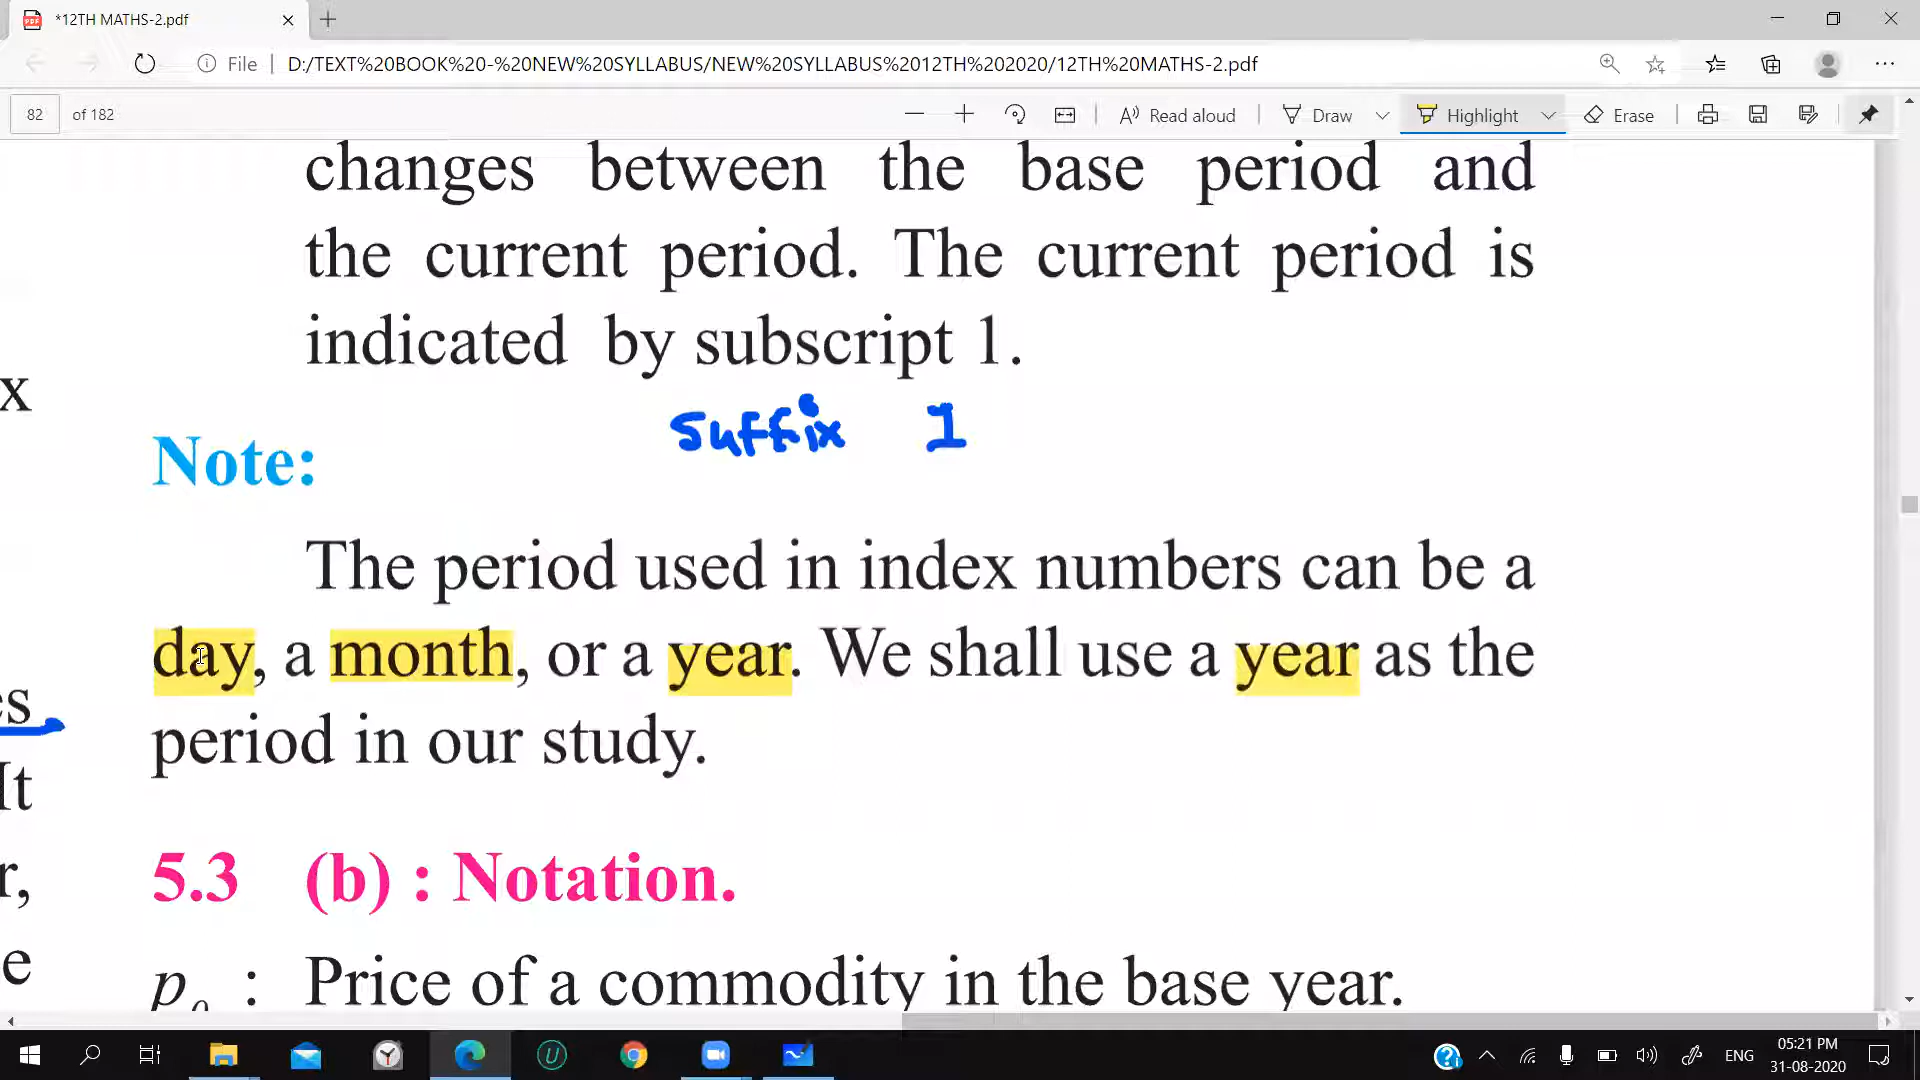 *12TH MATHS-2.pdf
File D:/TEXT%20BOOK%20-%20NEW%20SYLLABUS/NEW%20SYLLABUS%2012TH%202020/12TH%20MATHS-2.pdf
82 of 182 Read aloud Draw Highlight Erase
changes between the base period and
the current period. The current period is
indicated by subscript 1.
x
suffix 1
Note:
The period used in index numbers can be a
day, a month, or a year. We shall use a year as the
es
period in our study.
It
5.3 (b) : Notation.
r,
e
p0 : Price of a commodity in the base year.
ENG 05:21 PM
31-08-2020